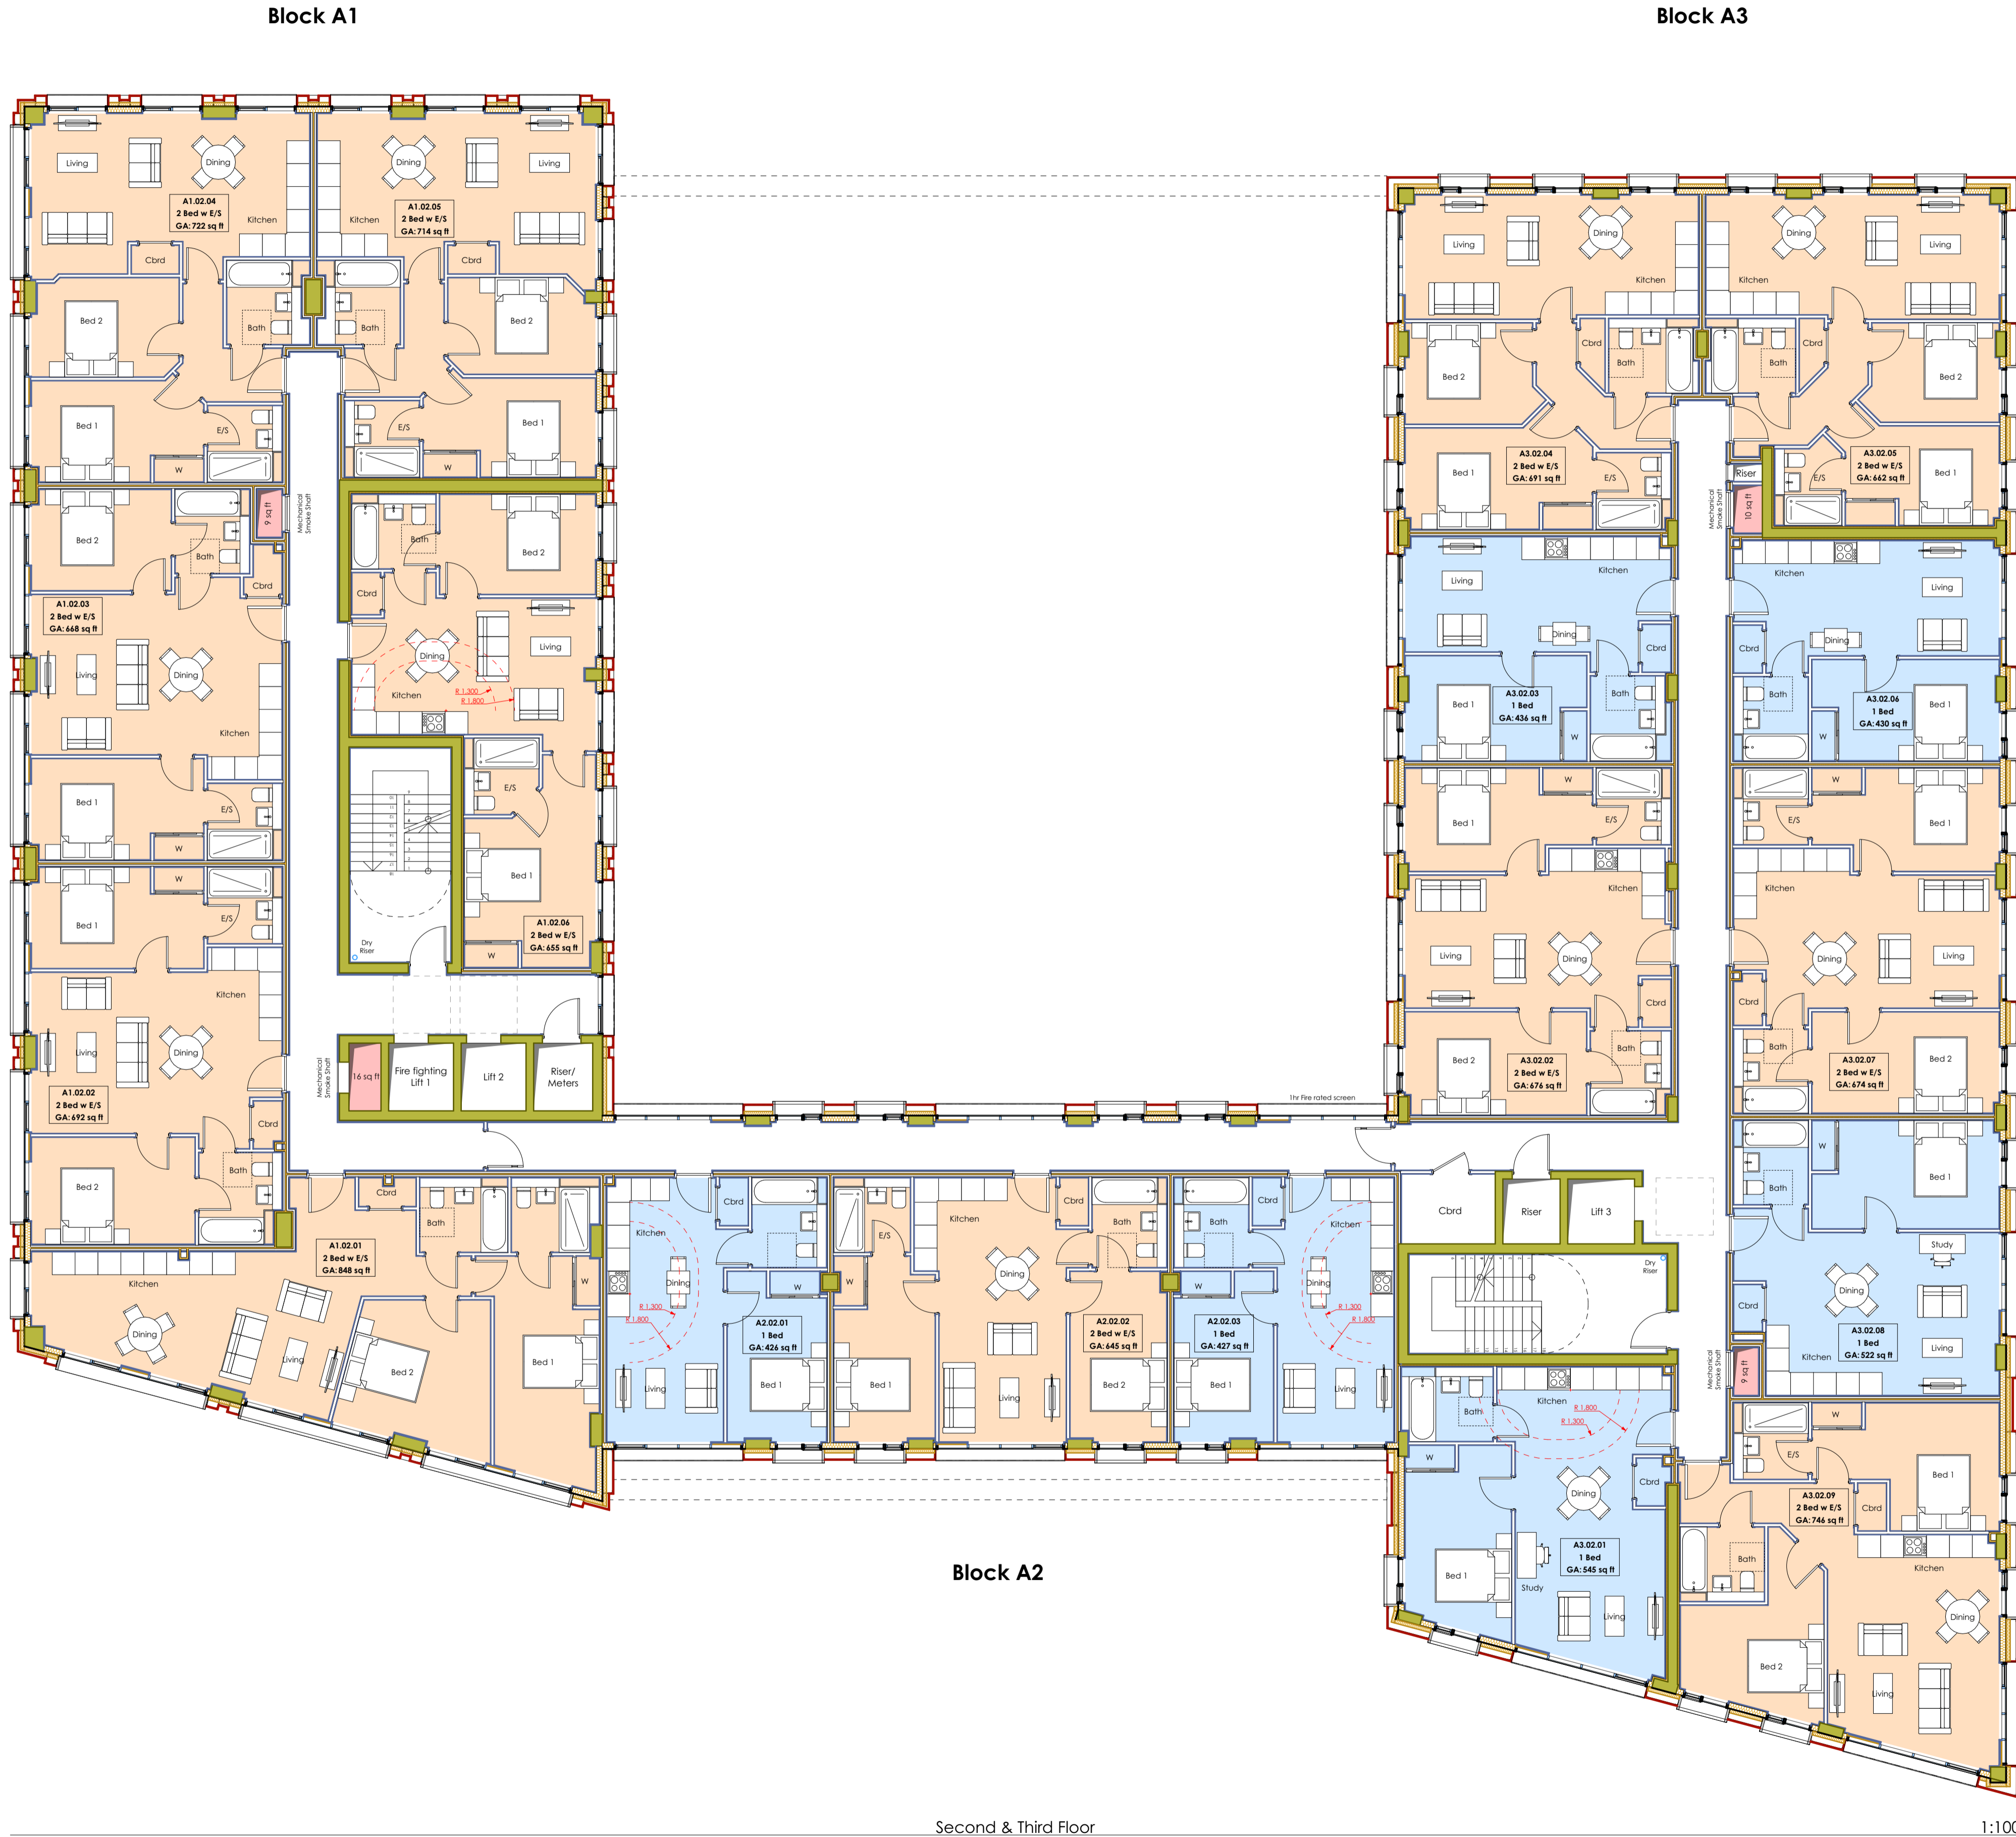 Block A1
Block A3
Living
Dining
A1.02.04
2 Bed w E/S
GA: 722 sq ft
Kitchen
Cbrd
Bed 2
Bath
Bed 1
E/S
W
Dining
Living
A1.02.05
2 Bed w E/S
GA: 714 sq ft
Kitchen
Cbrd
Bed 2
Bath
Bed 1
E/S
W
9 sq ft
Mechanical
Smoke Shaft
Bed 2
Bath
Cbrd
A1.02.03
2 Bed w E/S
GA: 668 sq ft
Living
Dining
Kitchen
Bed 1
E/S
W
Bath
Bed 2
Cbrd
Dining
Living
Kitchen
R 1,300
R 1,800
E/S
Bed 1
A1.02.06
2 Bed w E/S
GA: 655 sq ft
W
Dry
Riser
W
Bed 1
E/S
Kitchen
Living
Dining
A1.02.02
2 Bed w E/S
GA: 692 sq ft
Cbrd
Bath
Bed 2
Mechanical
Smoke Shaft
16 sq ft
Fire fighting
Lift 1
Lift 2
Riser/
Meters
1hr Fire rated screen
Cbrd
Bath
A1.02.01
2 Bed w E/S
GA: 848 sq ft
Kitchen
Dining
Living
W
Bed 2
Bed 1
Kitchen
Cbrd
Dining
W
R 1,300
R 1,800
A2.02.01
1 Bed
GA: 426 sq ft
Living
Bed 1
E/S
W
Kitchen
Cbrd
Bath
Dining
A2.02.02
2 Bed w E/S
GA: 645 sq ft
Bed 1
Living
Bed 2
Bath
Cbrd
Kitchen
W
Dining
R 1,300
R 1,800
A2.02.03
1 Bed
GA: 427 sq ft
Bed 1
Living
Block A2
Living
Dining
Kitchen
Bed 2
Cbrd
Bath
A3.02.04
2 Bed w E/S
GA: 691 sq ft
Bed 1
E/S
Dining
Living
Kitchen
Bath
Cbrd
Bed 2
A3.02.05
2 Bed w E/S
GA: 662 sq ft
E/S
Bed 1
Riser
10 sq ft
Mechanical
Smoke Shaft
Kitchen
Living
Dining
Cbrd
A3.02.03
1 Bed
GA: 436 sq ft
Bed 1
Bath
W
Kitchen
Living
Dining
Cbrd
Bath
A3.02.06
1 Bed
GA: 430 sq ft
Bed 1
W
W
Bed 1
E/S
Kitchen
Living
Dining
Cbrd
Bath
Bed 2
A3.02.02
2 Bed w E/S
GA: 676 sq ft
W
E/S
Bed 1
Kitchen
Dining
Living
Cbrd
Bath
A3.02.07
2 Bed w E/S
GA: 674 sq ft
Bed 2
W
Bath
Bed 1
Study
Dining
Cbrd
A3.02.08
1 Bed
GA: 522 sq ft
Kitchen
Living
Cbrd
Riser
Lift 3
Dry
Riser
Mechanical
Smoke Shaft
9 sq ft
Bath
Kitchen
R 1,800
R 1,300
W
Dining
Cbrd
A3.02.01
1 Bed
GA: 545 sq ft
Bed 1
Study
Living
W
E/S
Bed 1
A3.02.09
2 Bed w E/S
GA: 746 sq ft
Cbrd
Bath
Kitchen
Dining
Bed 2
Living
Second & Third Floor